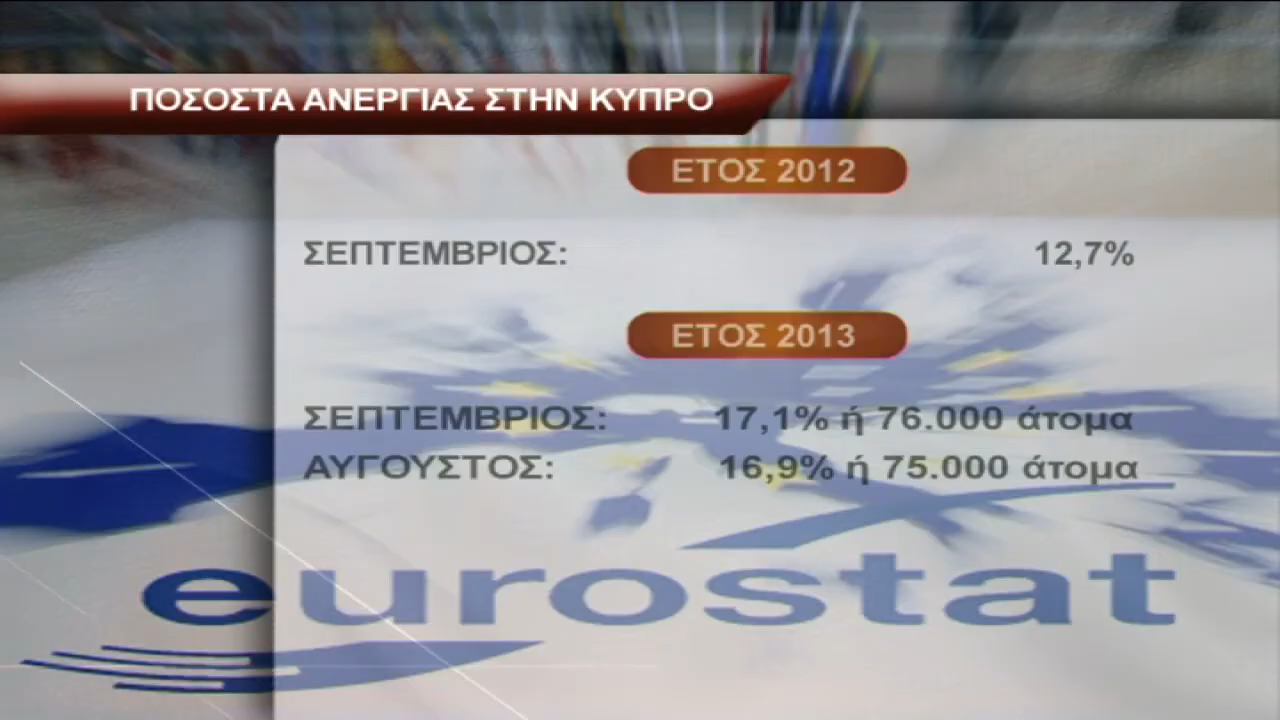 ΠΟΣΟΣΤΑ ΑΝΕΡΓΙΑΣ ΣΤΗΝ ΚΥΠΡΟ
ΕΤΟΣ 2012
ΣΕΠΤΕΜΒΡΙΟΣ: 12,7%
ΕΤΟΣ 2013
ΣΕΠΤΕΜΒΡΙΟΣ: 17,1% ή 76.000 άτομα
ΑΥΓΟΥΣΤΟΣ: 16,9% ή 75.000 άτομα
eurostat